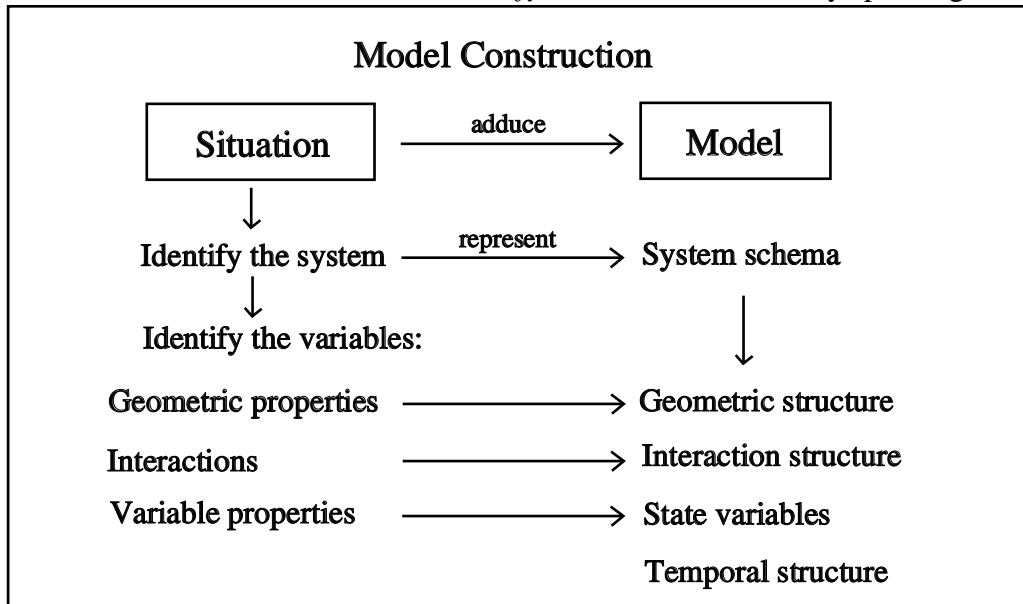 Model Construction
Situation adduce Model
Identify the system represent System schema
Identify the variables:
Geometric properties Geometric structure
Interactions Interaction structure
Variable properties State variables
Temporal structure